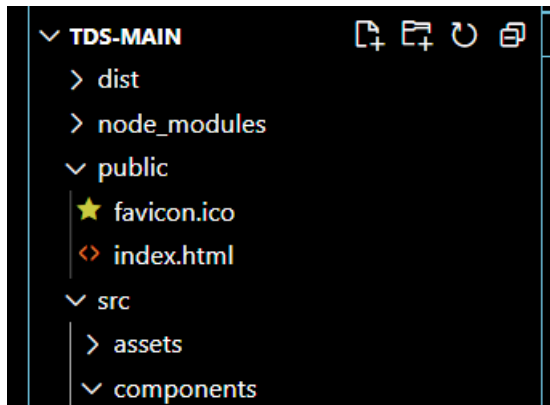 TDS-MAIN
dist
node_modules
public
favicon.ico
index.html
src
assets
components